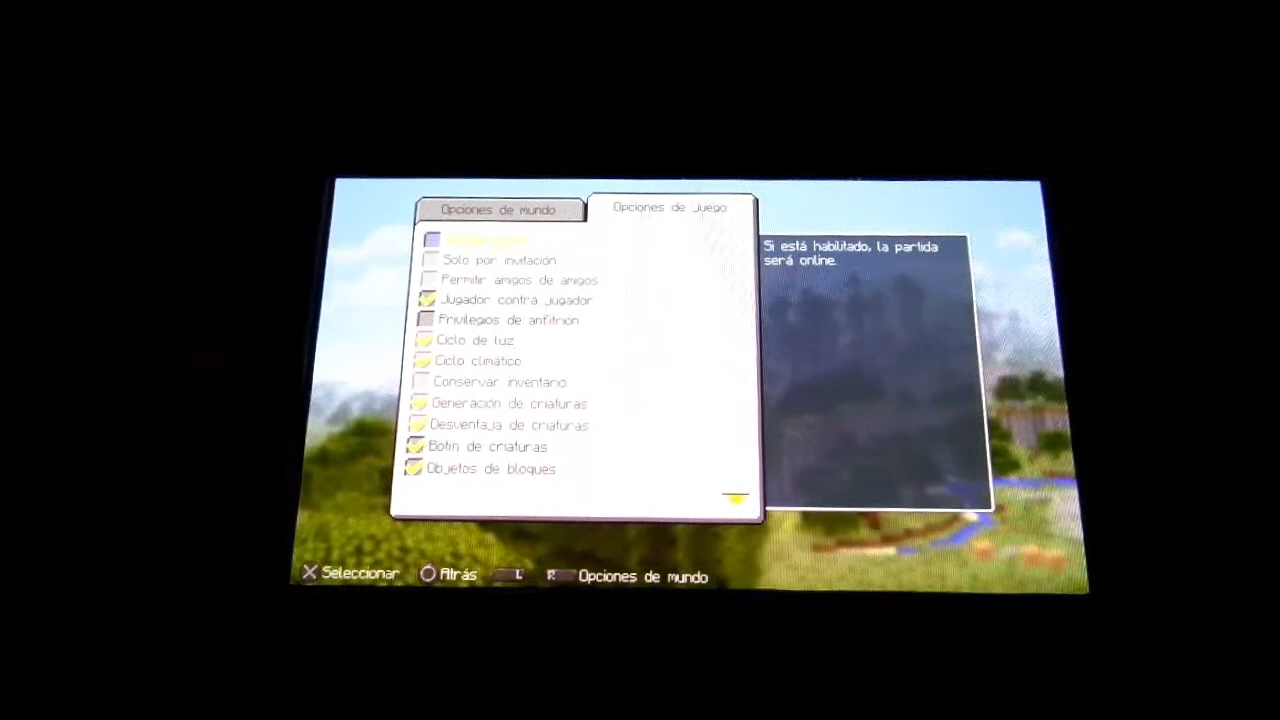 Opciones de mundo
Opciones de juego
Solo por invitación
Permitir amigos de amigos
Jugador contra jugador
Privilegios de anfitrión
Ciclo de luz
Ciclo climático
Conservar inventario
Generación de criaturas
Desventaja de criaturas
Botín de criaturas
Objetos de bloques
Si está habilitado, la partida
será online.
Seleccionar Atrás L R Opciones de mundo